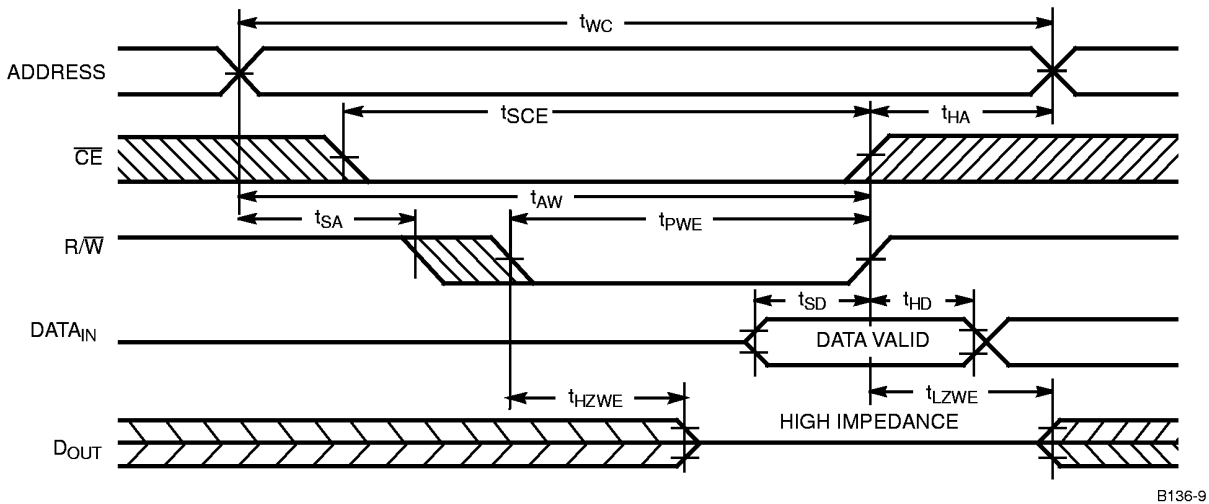 tWC
ADDRESS
tSCE
tHA
CE
tAW
tSA
tPWE
R/W
tSD
tHD
DATAIN
DATA VALID
tHZWE
tLZWE
HIGH IMPEDANCE
DOUT
B136-9